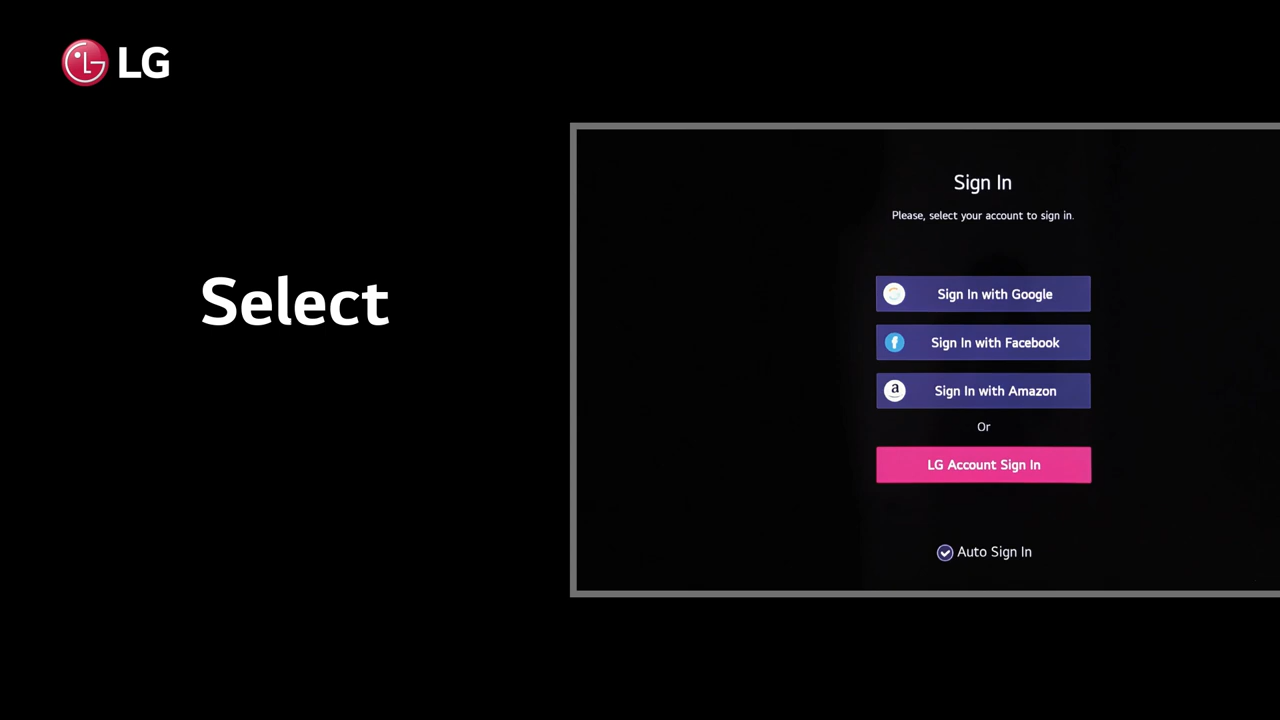 LG
Select
Sign In
Please, select your account to sign in.
Sign In with Google
f Sign In with Facebook
a Sign In with Amazon
Or
LG Account Sign In
Auto Sign In